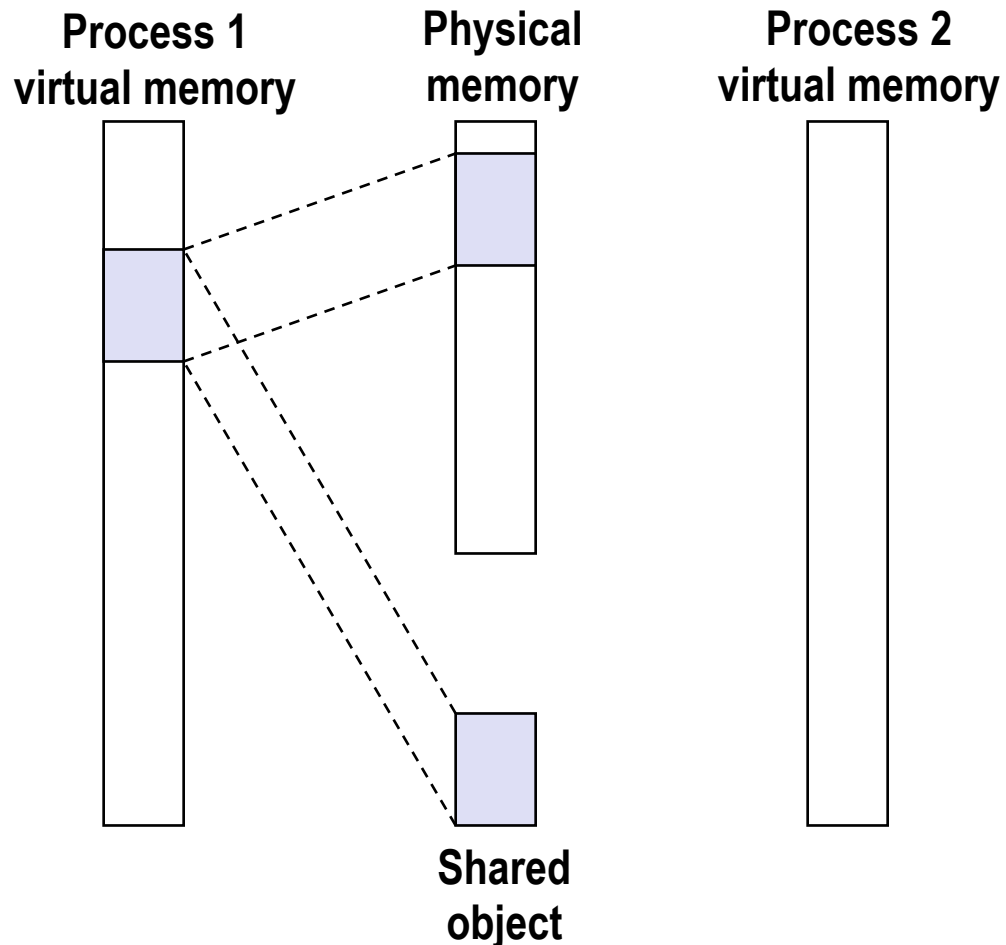 Process 1
virtual memory
Physical
memory
Process 2
virtual memory
Shared
object